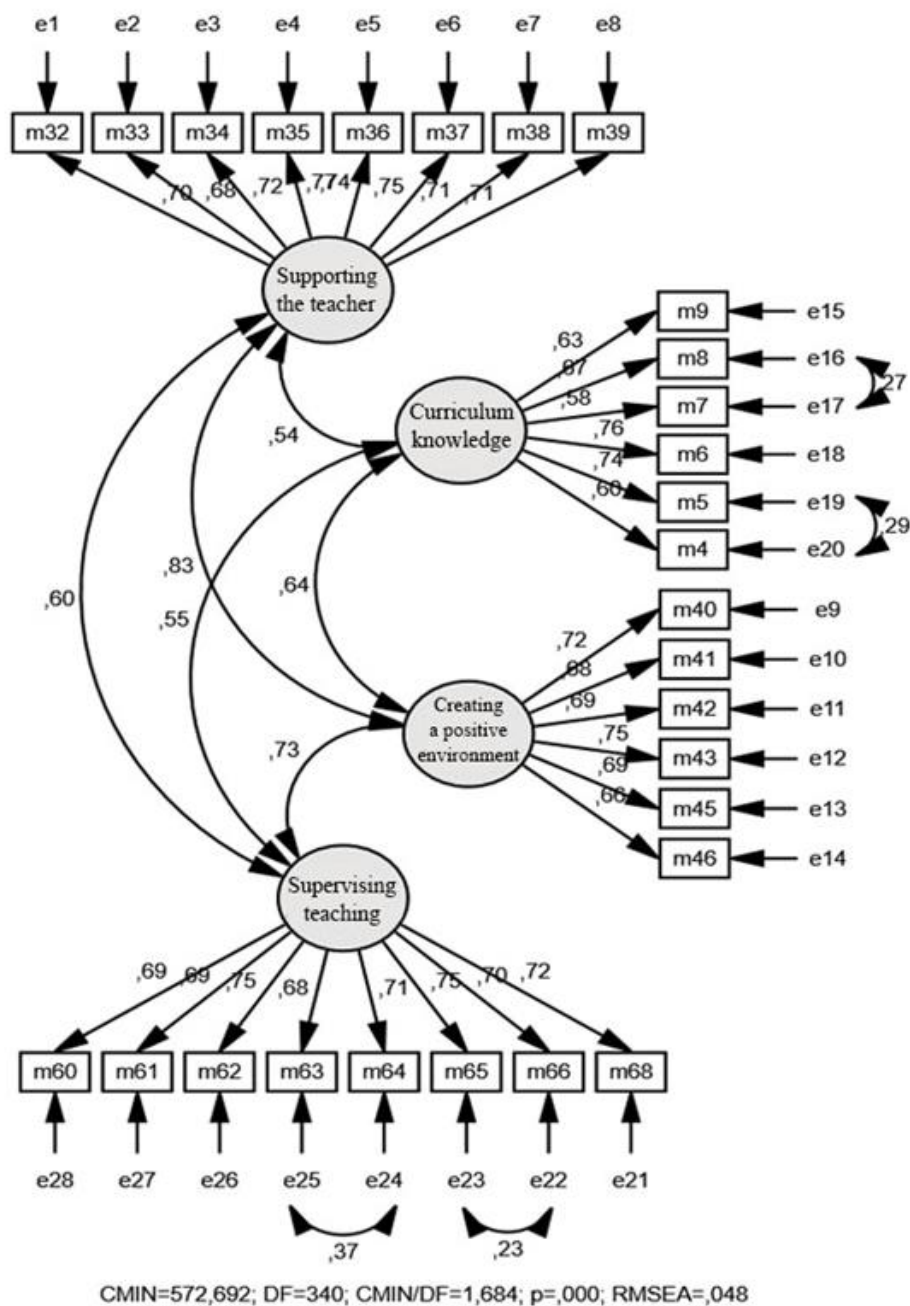 e1 e2 e3 e4 e5 e6 e7 e8
m32 m33 m34 m35 m36 m37 m38 m39
,70 ,68 ,72 ,74 ,75 ,71 ,71
Supporting
the teacher
m9 e15
,63
m8 e16
,67
,27
,58
m7 e17
Curriculum
knowledge
,76
m6 e18
,74
m5 e19
,60
,29
m4 e20
,54
,83
,64
,60
,55
m40 e9
,72
m41 e10
,68
,69
m42 e11
Creating
a positive
environment
,75
m43 e12
,69
m45 e13
,66
m46 e14
,73
Supervising
teaching
,69 ,69 ,75 ,68 ,71 ,75 ,70 ,72
m60 m61 m62 m63 m64 m65 m66 m68
e28 e27 e26 e25 e24 e23 e22 e21
,37 ,23
CMIN=572,692; DF=340; CMIN/DF=1,684; p=,000; RMSEA=,048